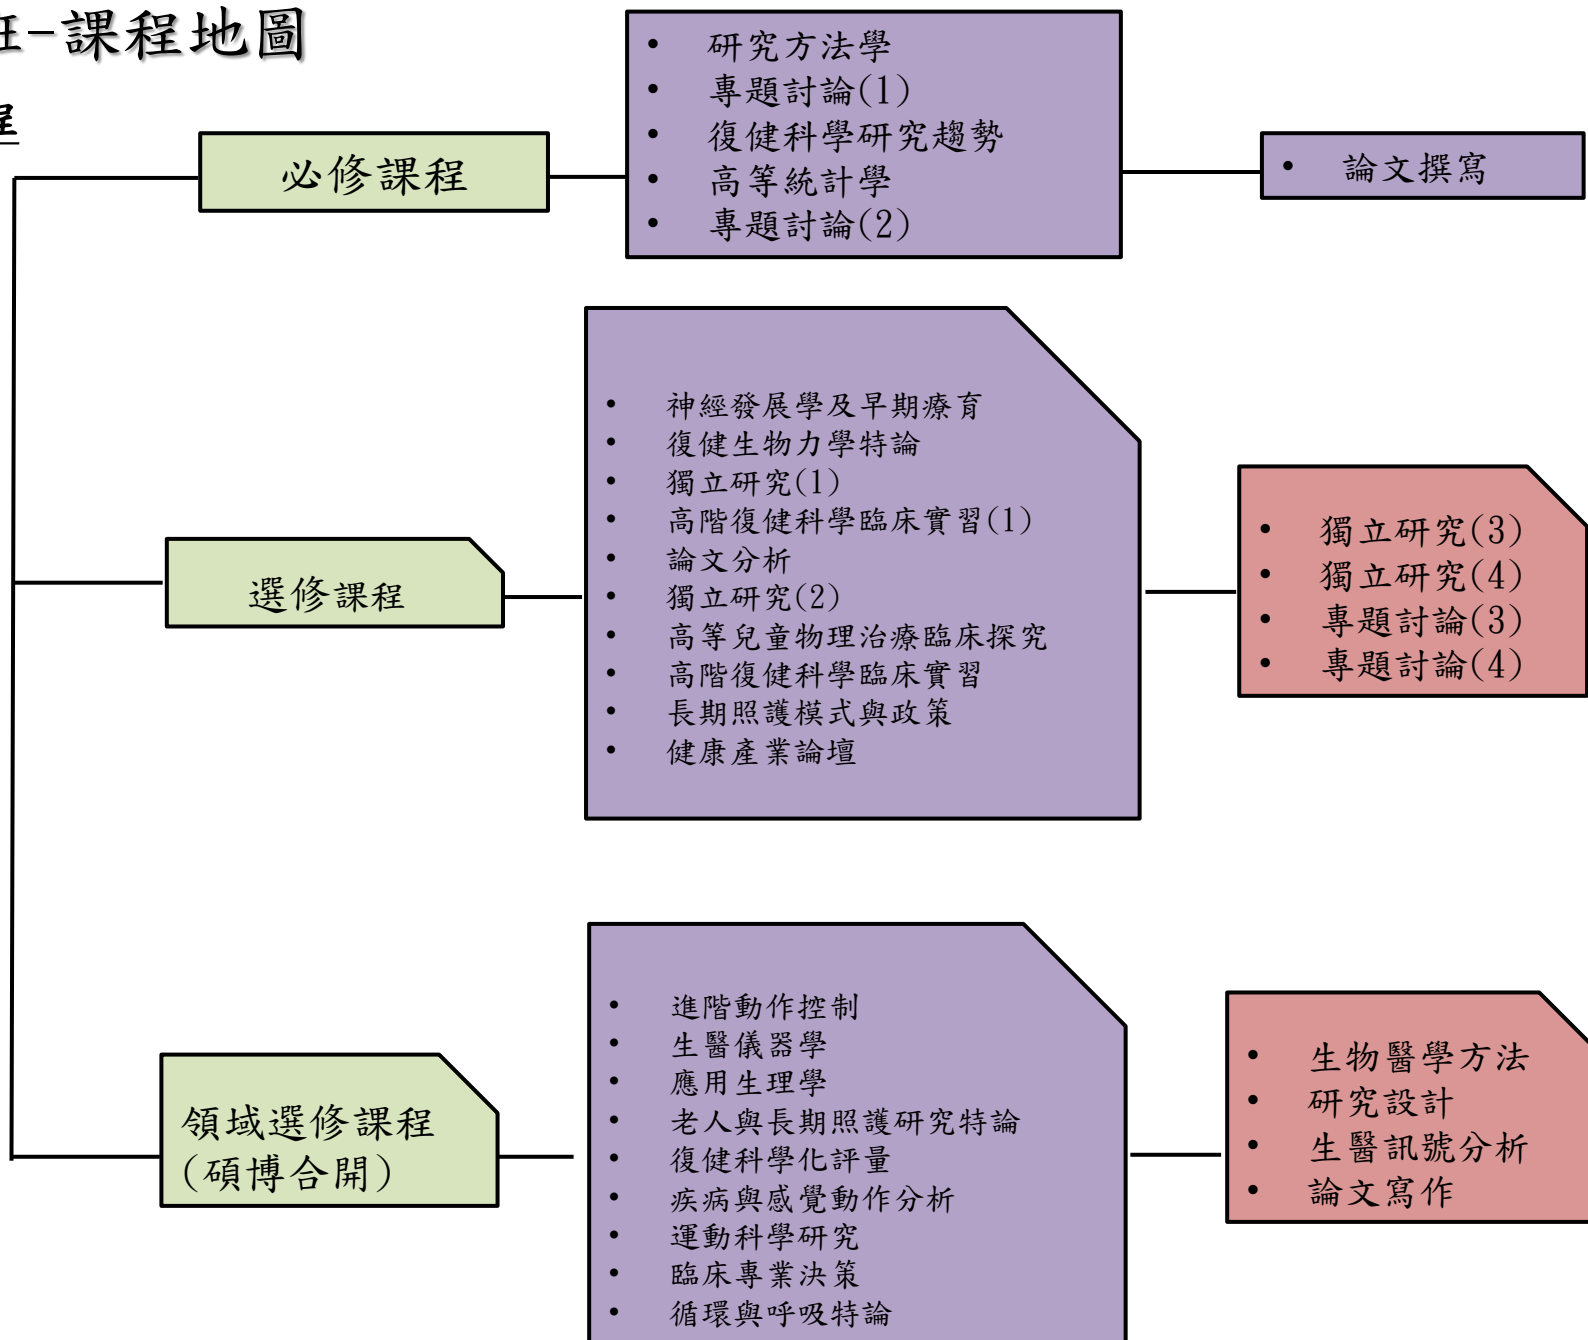 班-課程地圖
程
必修課程
• 研究方法學
• 專題討論(1)
• 復健科學研究趨勢
• 高等統計學
• 專題討論(2)
• 論文撰寫
選修課程
• 神經發展學及早期療育
• 復健生物力學特論
• 獨立研究(1)
• 高階復健科學臨床實習(1)
• 論文分析
• 獨立研究(2)
• 高等兒童物理治療臨床探究
• 高階復健科學臨床實習
• 長期照護模式與政策
• 健康產業論壇
• 獨立研究(3)
• 獨立研究(4)
• 專題討論(3)
• 專題討論(4)
領域選修課程
(碩博合開)
• 進階動作控制
• 生醫儀器學
• 應用生理學
• 老人與長期照護研究特論
• 復健科學化評量
• 疾病與感覺動作分析
• 運動科學研究
• 臨床專業決策
• 循環與呼吸特論
• 生物醫學方法
• 研究設計
• 生醫訊號分析
• 論文寫作